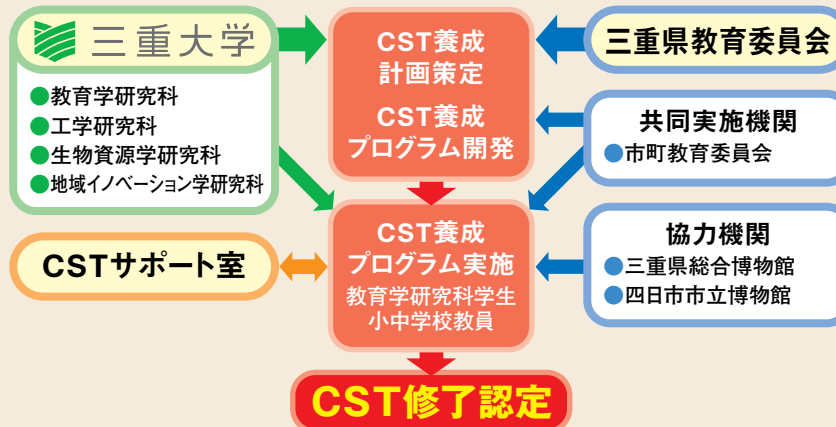 三重大学
●教育学研究科
●工学研究科
●生物資源学研究科
●地域イノベーション学研究科
CST養成
計画策定
CST養成
プログラム開発
三重県教育委員会
共同実施機関
●市町教育委員会
CSTサポート室
CST養成
プログラム実施
教育学研究科学生
小中学校教員
協力機関
●三重県総合博物館
●四日市市立博物館
CST修了認定